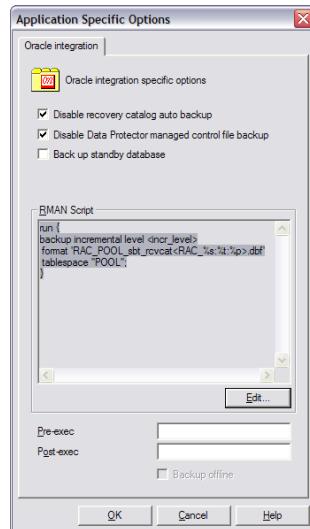 Application Specific Options
Oracle integration
Oracle integration specific options
Disable recovery catalog auto backup
Disable Data Protector managed control file backup
Back up standby database
RMAN Script
run {
backup incremental level <incr_level>
format 'RAC_POOL_sbt_rcvcat<RAC_%s:%t:%p>.dbf'
tablespace "POOL";
}
Edit...
Pre-exec
Post-exec
Backup offline
OK Cancel Help